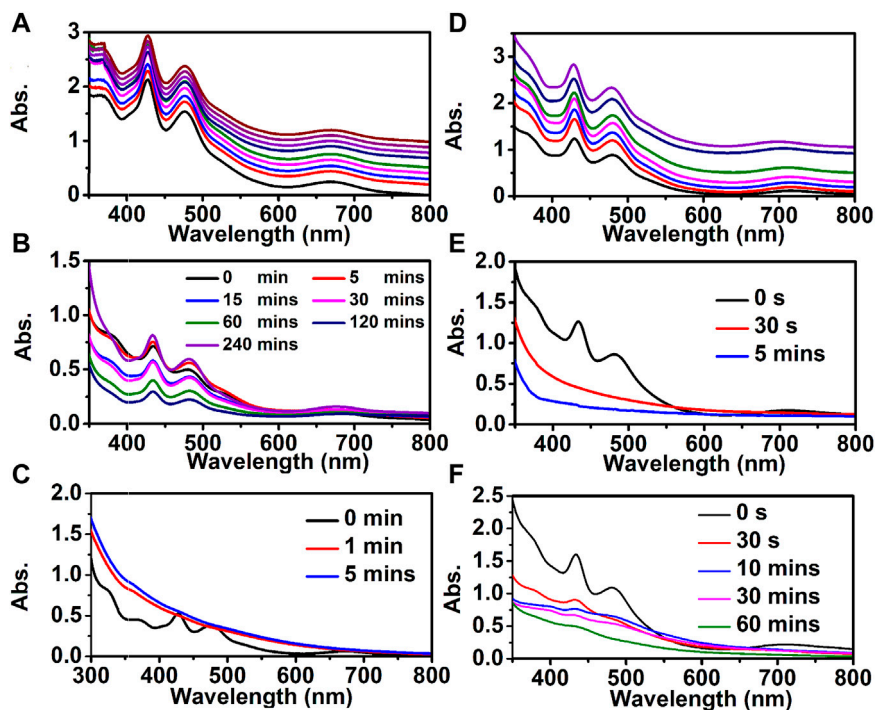 A
3
2
1
0
Abs.
400 500 600 700 800
Wavelength (nm)
B
1.5
1.0
0.5
0.0
Abs.
0 min 5 mins
15 mins 30 mins
60 mins 120 mins
240 mins
400 500 600 700 800
Wavelength (nm)
C
2.0
1.5
1.0
0.5
0.0
Abs.
0 min
1 min
5 mins
300 400 500 600 700 800
Wavelength (nm)
D
3
2
1
0
Abs.
400 500 600 700 800
Wavelength (nm)
E
2.0
1.5
1.0
0.5
0.0
Abs.
0 s
30 s
5 mins
400 500 600 700 800
Wavelength (nm)
F
2.5
2.0
1.5
1.0
0.5
0.0
Abs.
0 s
30 s
10 mins
30 mins
60 mins
400 500 600 700 800
Wavelength (nm)